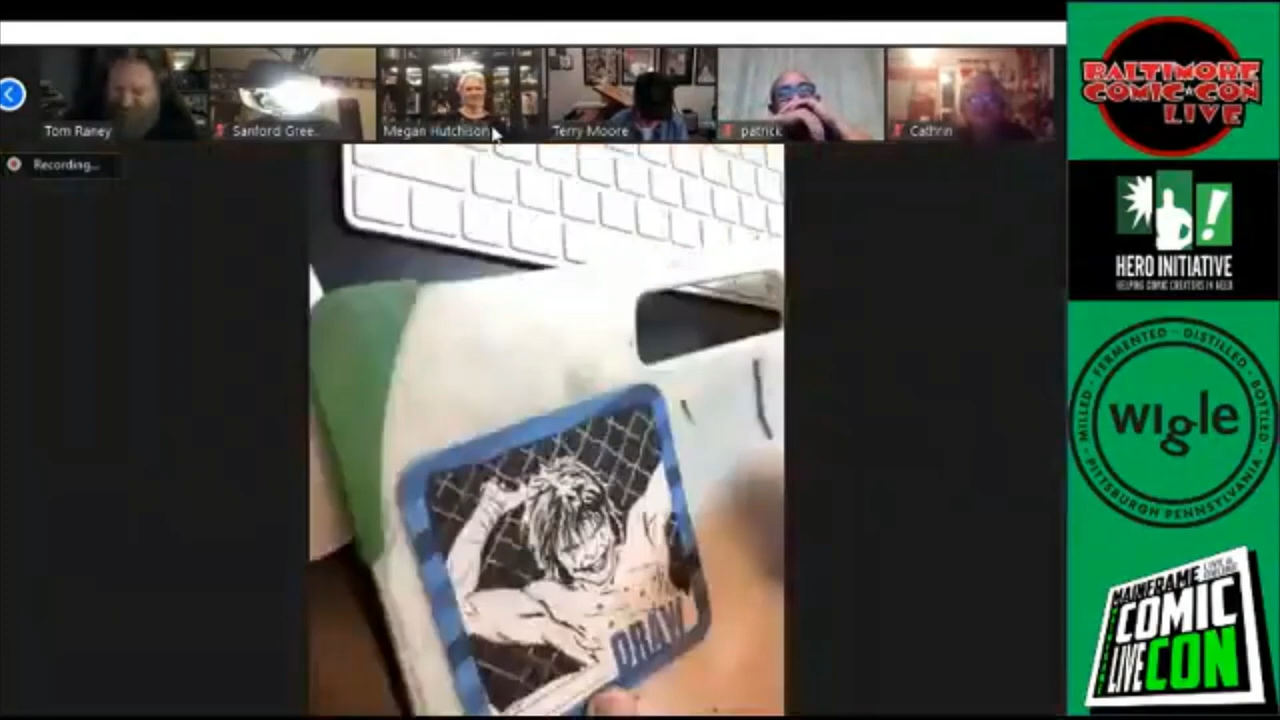 Tom Raney
Sanford Gree...
Megan Hutchison
Terry Moore
patrick
Cathrin
Recording...
DRAW
BALTIMORE
COMIC★CON
LIVE
!
HERO INITIATIVE
HELPING COMIC CREATORS IN NEED
MILLED · FERMENTED · DISTILLED · BOTTLED
wigle
PITTSBURGH PENNSYLVANIA
MAINFRAME
COMIC
LIVE CON